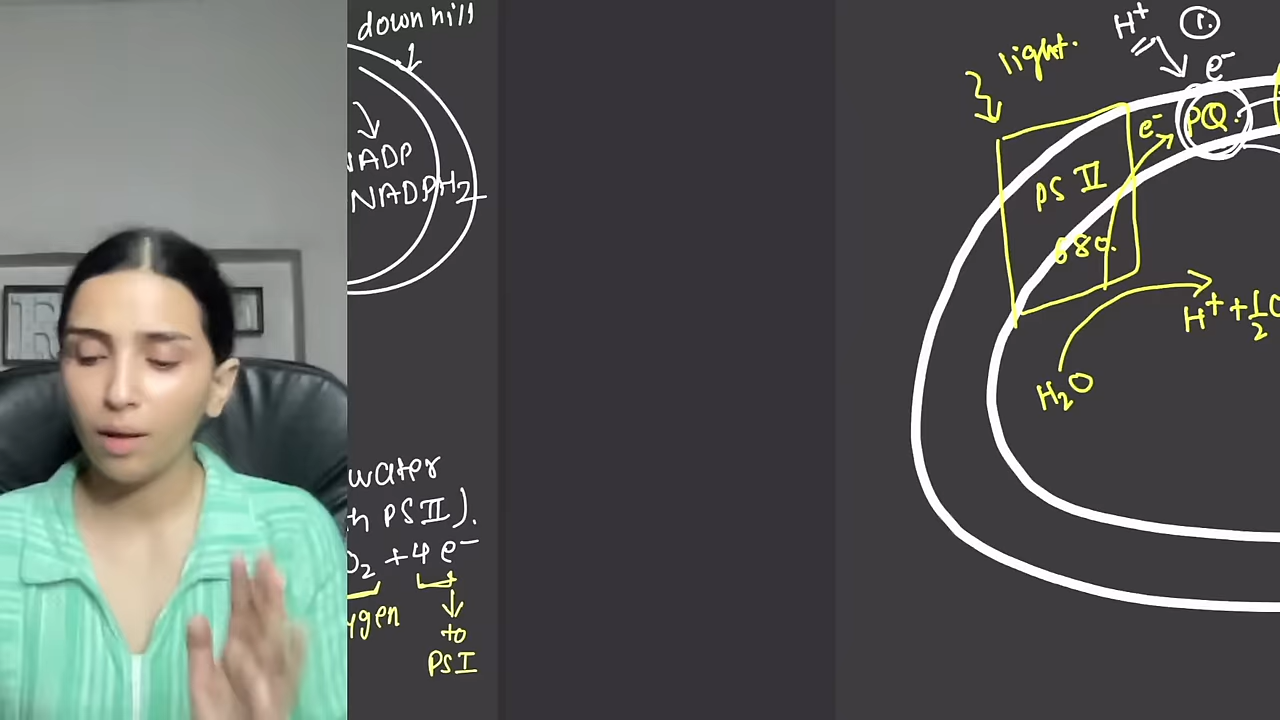 down hill
NADP
NADPH2
water
PS II).
O2 + 4 e-
ygen
to
PS I
light.
H+ 1.
e-
e- PQ.
PS II
680.
H+ + 1/2 O
H2O